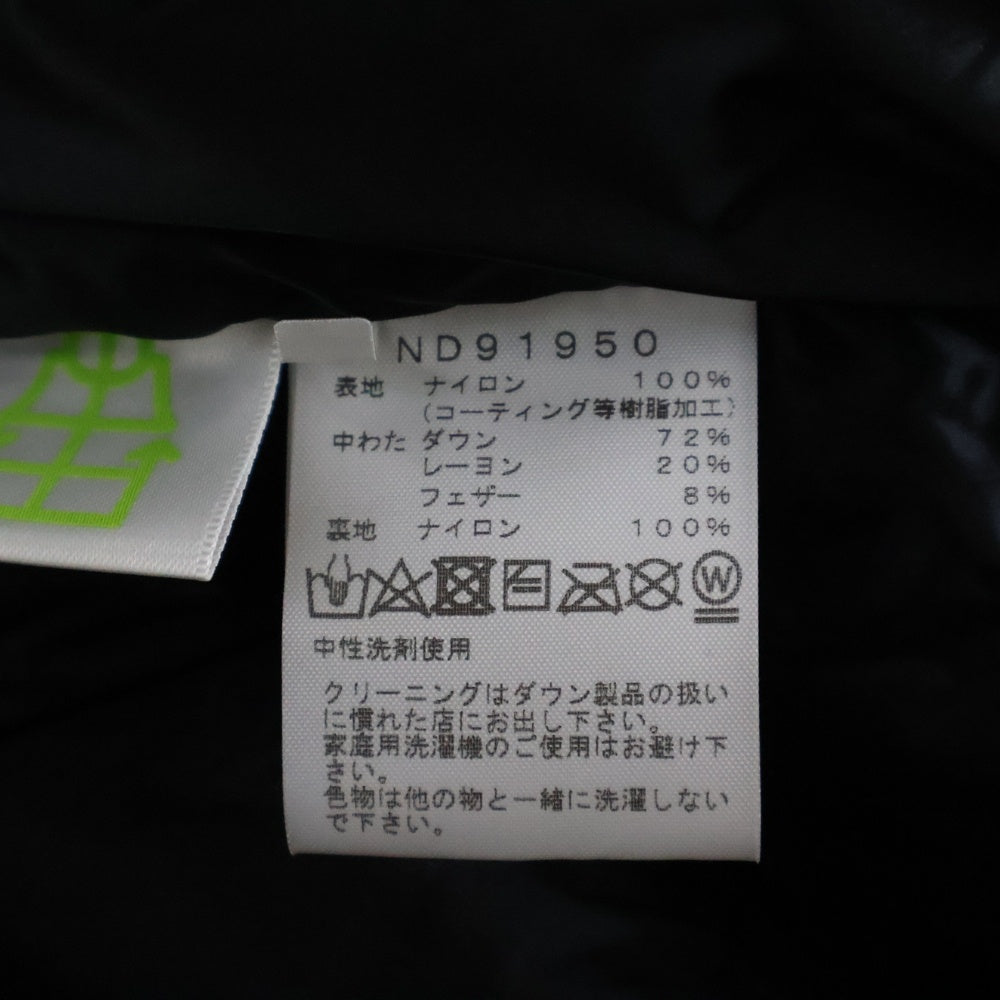 ND91950
表地 ナイロン 100%
(コーティング等樹脂加工)
中わた ダウン 72%
レーヨン 20%
フェザー 8%
裏地 ナイロン 100%
W
中性洗剤使用
クリーニングはダウン製品の扱い
に慣れた店にお出し下さい。
家庭用洗濯機のご使用はお避け下
さい。
色物は他の物と一緒に洗濯しない
で下さい。